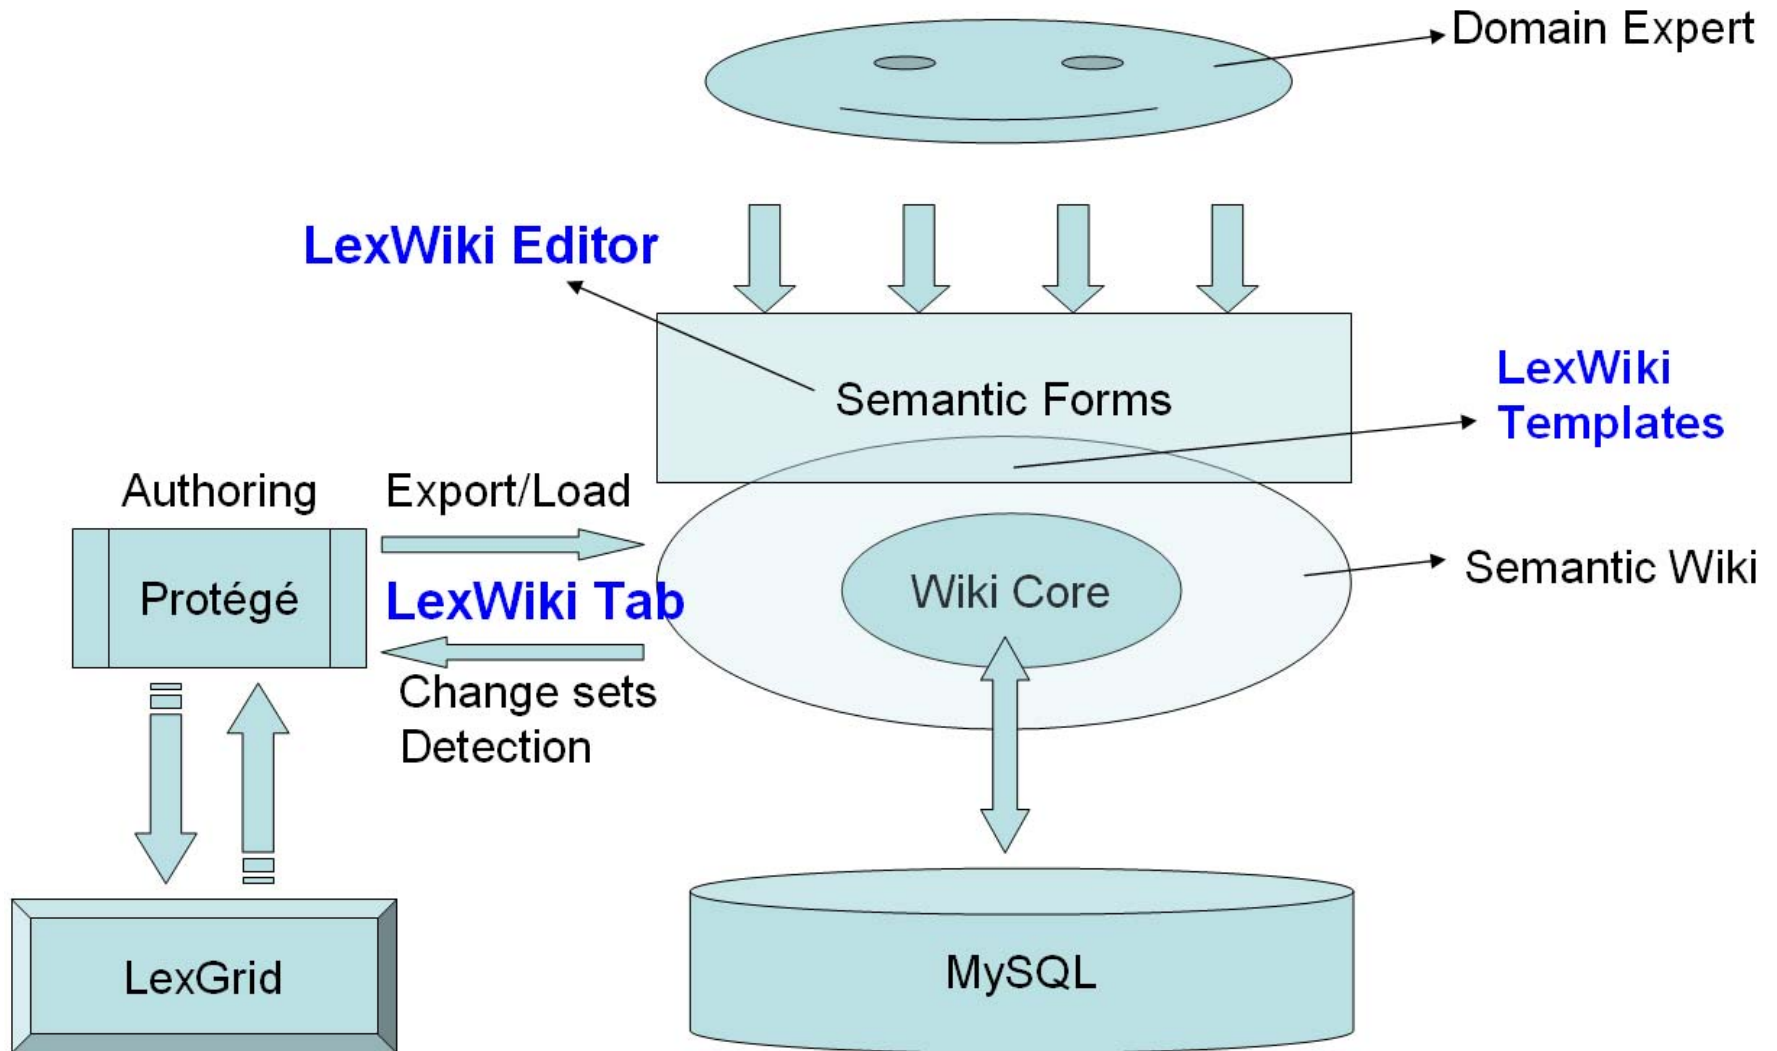 Domain Expert
LexWiki Editor
Semantic Forms
LexWiki
Templates
Authoring
Export/Load
Protégé
LexWiki Tab
Wiki Core
Semantic Wiki
Change sets
Detection
LexGrid
MySQL